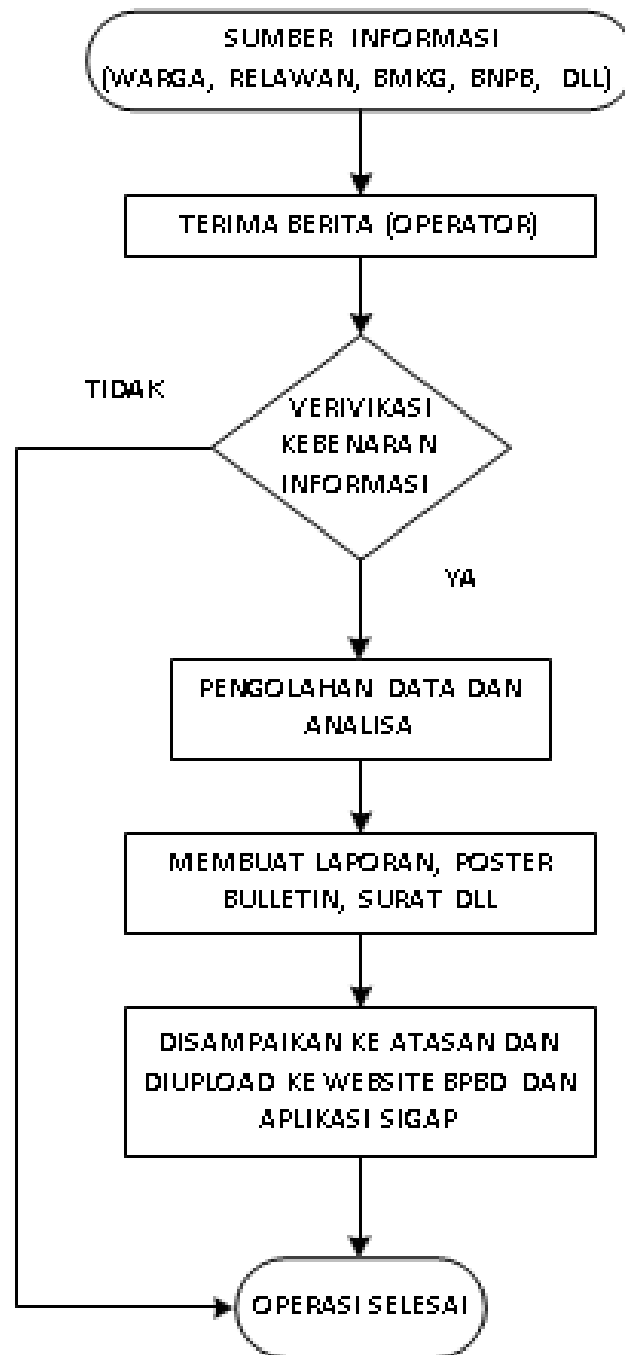 SUMBER INFORMASI
(WARGA, RELAWAN, BMKG, BNPB, DLL)
TERIMA BERITA (OPERATOR)
TIDAK
VERIVIKASI
KEBENARAN
INFORMASI
YA
PENGOLAHAN DATA DAN
ANALISA
MEMBUAT LAPORAN, POSTER
BULLETIN, SURAT DLL
DISAMPAIKAN KE ATASAN DAN
DIUPLOAD KE WEBSITE BPBD DAN
APLIKASI SIGAP
OPERASI SELESAI